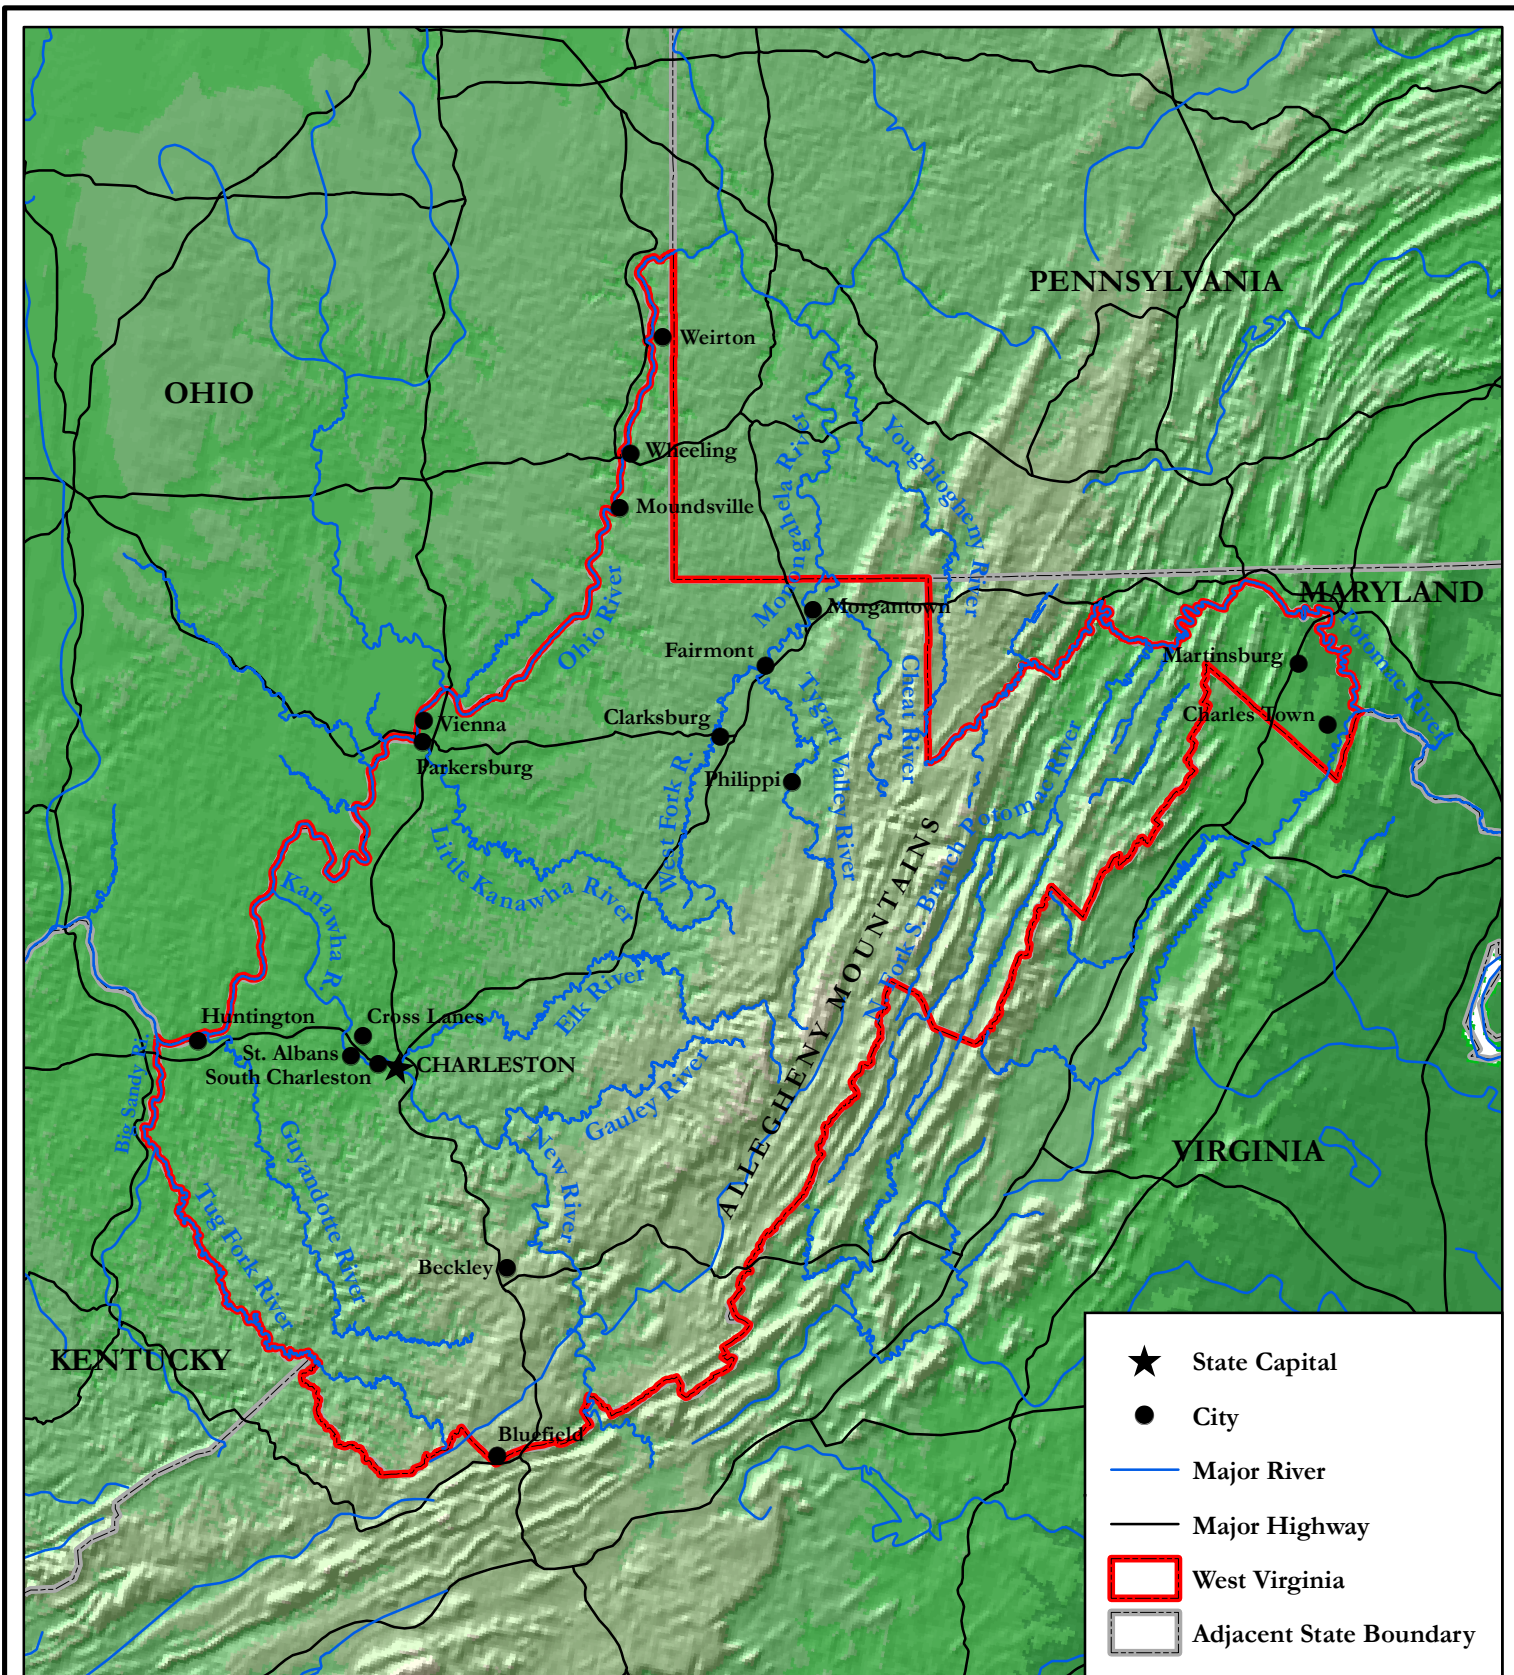 PENNSYLVANIA
Weirton
OHIO
Wheeling
Youghiogheny River
Monongahela River
Moundsville
Ohio River
MARYLAND
Morgantown
Potomac River
Fairmont
Martinsburg
Cheat River
Tygart Valley River
Clarksburg
Charles Town
Vienna
Parkersburg
West Fork R.
Philippi
Little Kanawha River
N. Fork S. Branch Potomac River
ALLEGHENY MOUNTAINS
Kanawha R.
Elk River
Huntington
Cross Lanes
St. Albans
CHARLESTON
South Charleston
Big Sandy Ri.
Gauley River
Guyandotte River
New River
VIRGINIA
Tug Fork River
Beckley
KENTUCKY
Bluefield
State Capital
City
Major River
Major Highway
West Virginia
Adjacent State Boundary